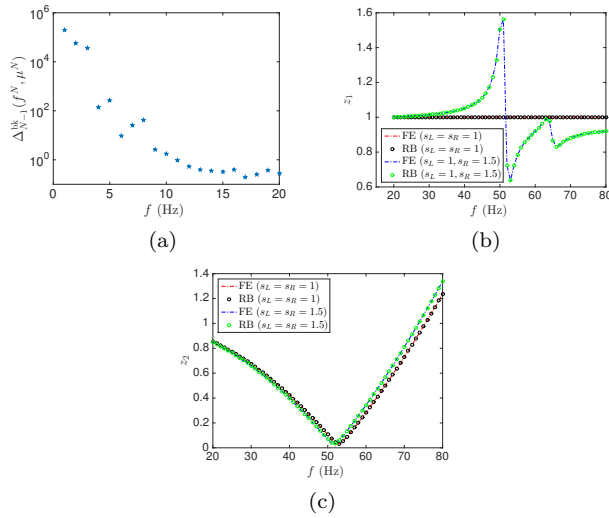 10^6
10^4
10^2
10^0
Δ^bk_{N−1}(f^N, μ^N)
0 5 10 15 20
f (Hz)
(a)
1.6
1.4
1.2
1
0.8
0.6
z_1
FE (s_L = s_R = 1)
RB (s_L = s_R = 1)
FE (s_L = 1, s_R = 1.5)
RB (s_L = 1, s_R = 1.5)
20 30 40 50 60 70 80
f (Hz)
(b)
1.4
1.2
1
0.8
0.6
0.4
0.2
0
z_2
FE (s_L = s_R = 1)
RB (s_L = s_R = 1)
FE (s_L = s_R = 1.5)
RB (s_L = s_R = 1.5)
20 30 40 50 60 70 80
f (Hz)
(c)